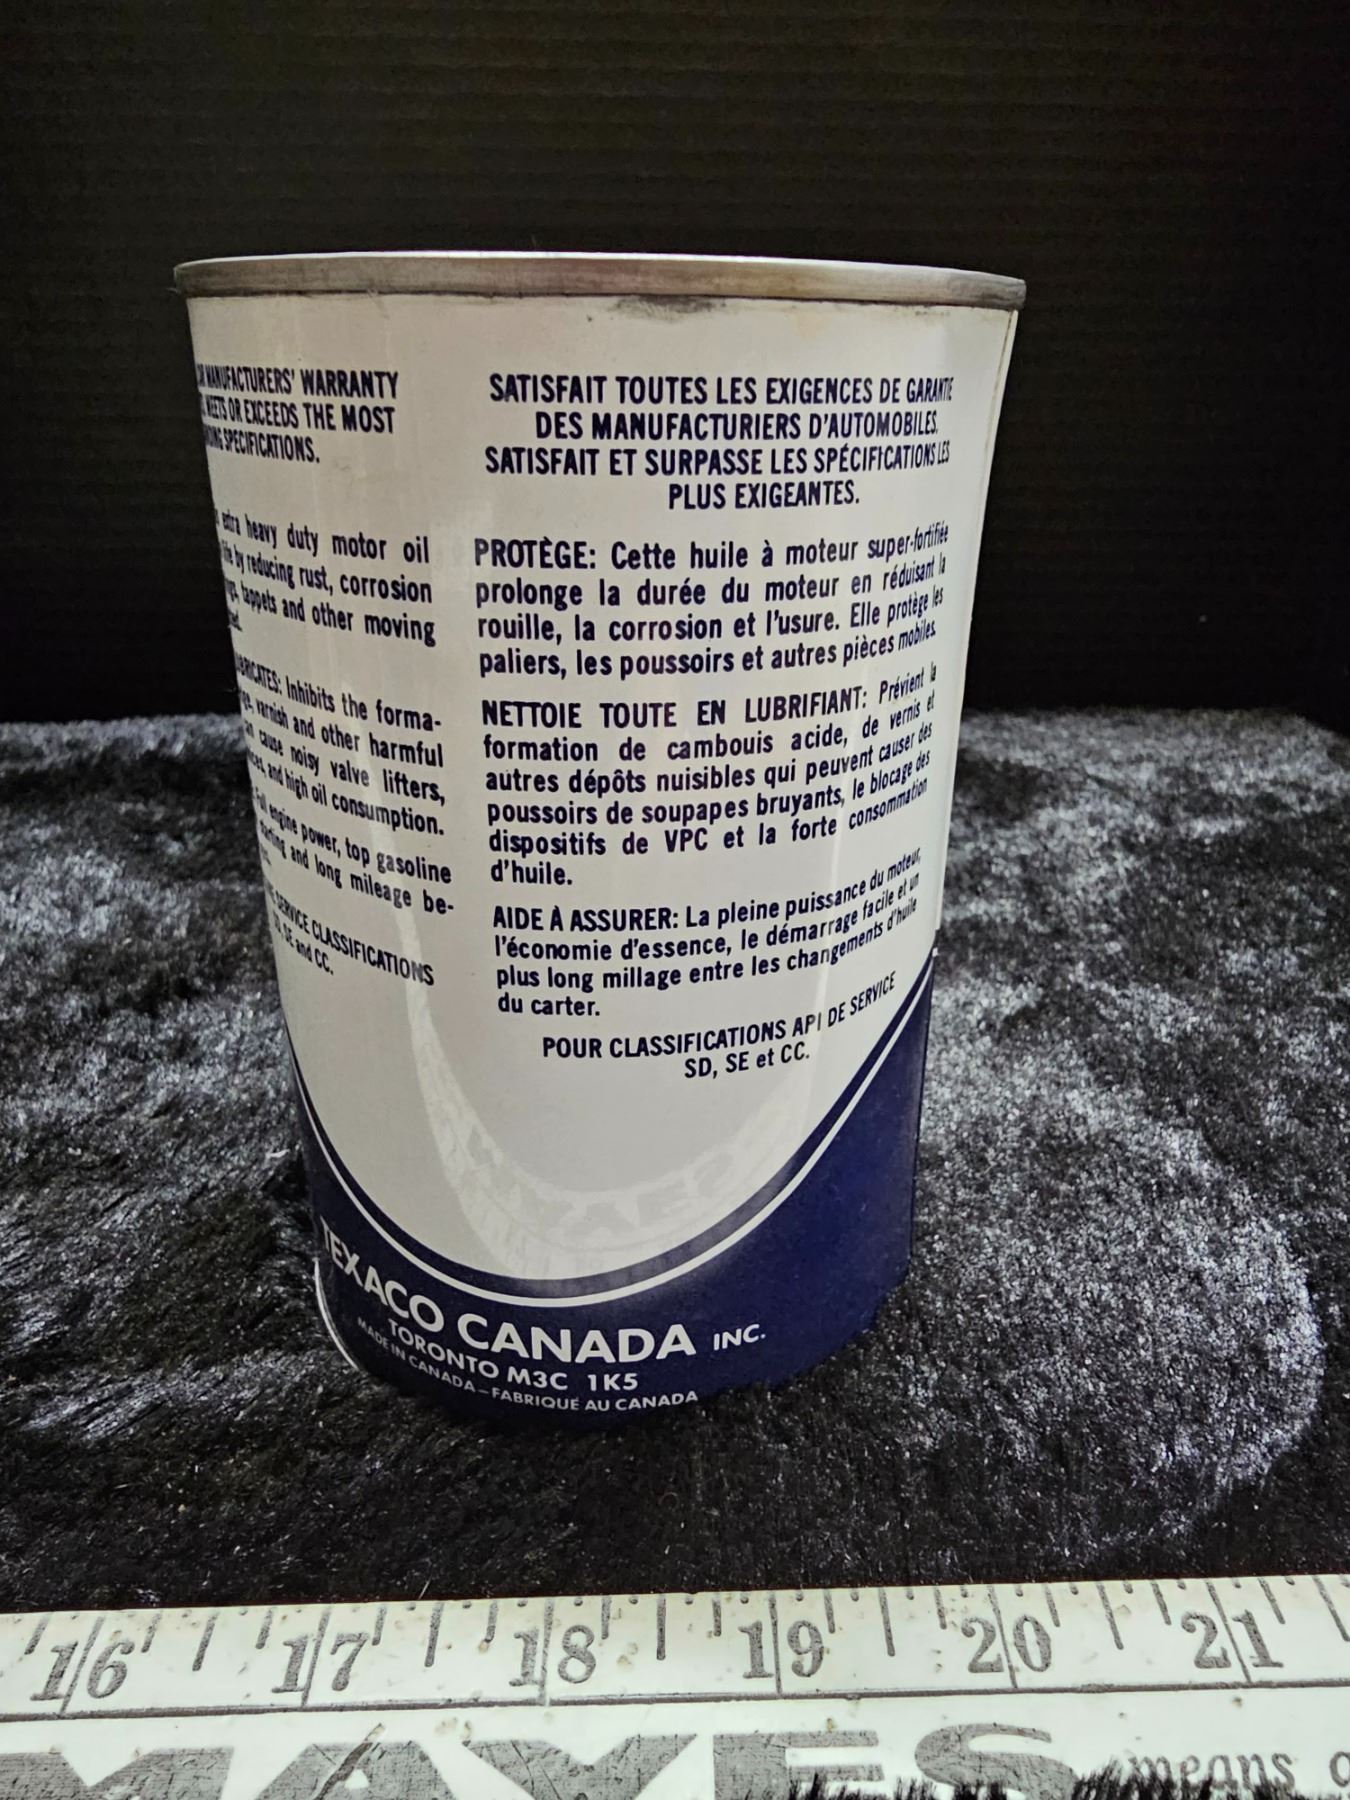 MANUFACTURERS' WARRANTY
MEETS OR EXCEEDS THE MOST
SPECIFICATIONS.
extra heavy duty motor oil
life by reducing rust, corrosion
tappets and other moving
LUBRICATES: Inhibits the forma-
varnish and other harmful
can cause noisy valve lifters,
and high oil consumption.
Full engine power, top gasoline
starting and long mileage be-
SERVICE CLASSIFICATIONS
SD, SE and CC.
SATISFAIT TOUTES LES EXIGENCES DE GARANTIE
DES MANUFACTURIERS D'AUTOMOBILES.
SATISFAIT ET SURPASSE LES SPÉCIFICATIONS LES
PLUS EXIGEANTES.
PROTÈGE: Cette huile à moteur super-fortifiée
prolonge la durée du moteur en réduisant la
rouille, la corrosion et l'usure. Elle protège les
paliers, les poussoirs et autres pièces mobiles.
NETTOIE TOUTE EN LUBRIFIANT: Prévient la
formation de cambouis acide, de vernis et
autres dépôts nuisibles qui peuvent causer des
poussoirs de soupapes bruyants, le blocage des
dispositifs de VPC et la forte consommation
d'huile.
AIDE À ASSURER: La pleine puissance du moteur,
l'économie d'essence, le démarrage facile et un
plus long millage entre les changements d'huile
du carter.
POUR CLASSIFICATIONS API DE SERVICE
SD, SE et CC.
TEXACO CANADA INC.
TORONTO M3C 1K5
MADE IN CANADA–FABRIQUÉ AU CANADA
16 17 18 19 20 21
MAYES means